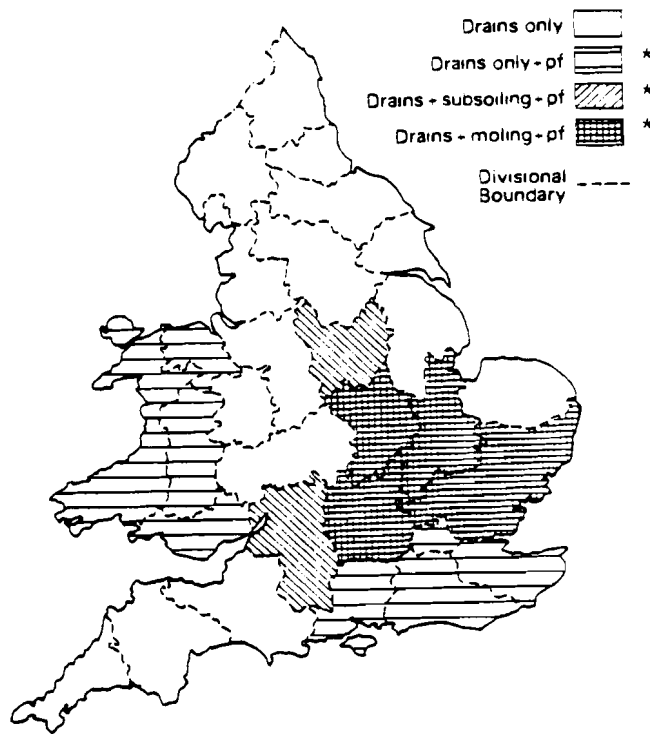 Drains only
Drains only + pf *
Drains + subsoiling + pf *
Drains + moling + pf *
Divisional
Boundary